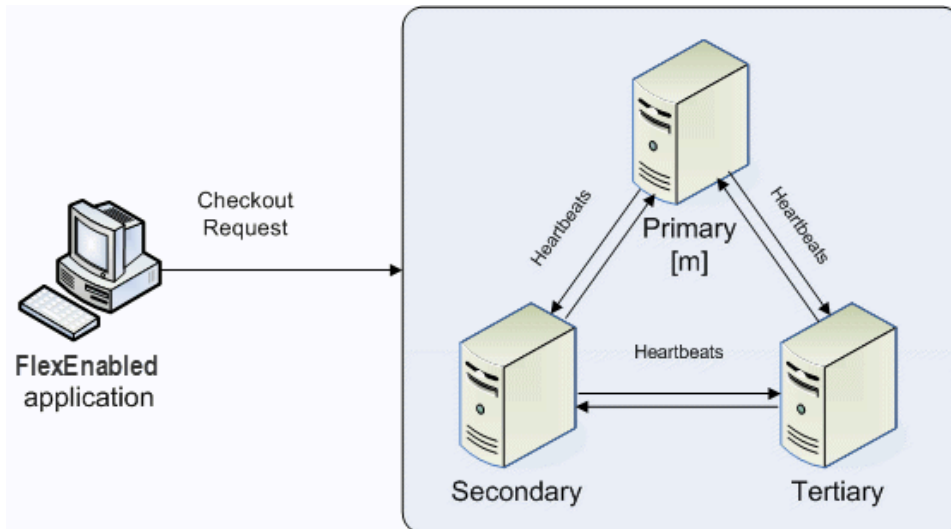 Checkout
Request
FlexEnabled
application
Heartbeats
Primary
[m]
Heartbeats
Heartbeats
Secondary
Tertiary